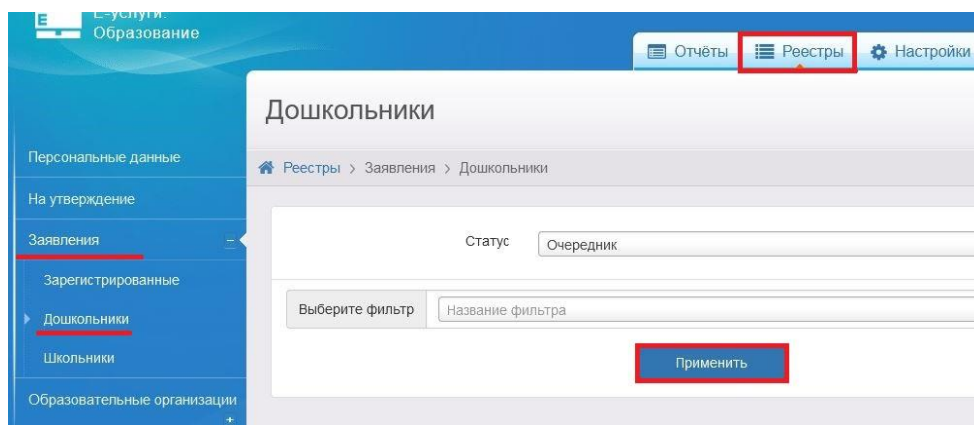 Е-услуги.
Образование
Отчёты
Реестры
Настройки
Дошкольники
Персональные данные
Реестры > Заявления > Дошкольники
На утверждение
Заявления
Статус
Очередник
Зарегистрированные
Выберите фильтр
Название фильтра
Дошкольники
Школьники
Применить
Образовательные организации